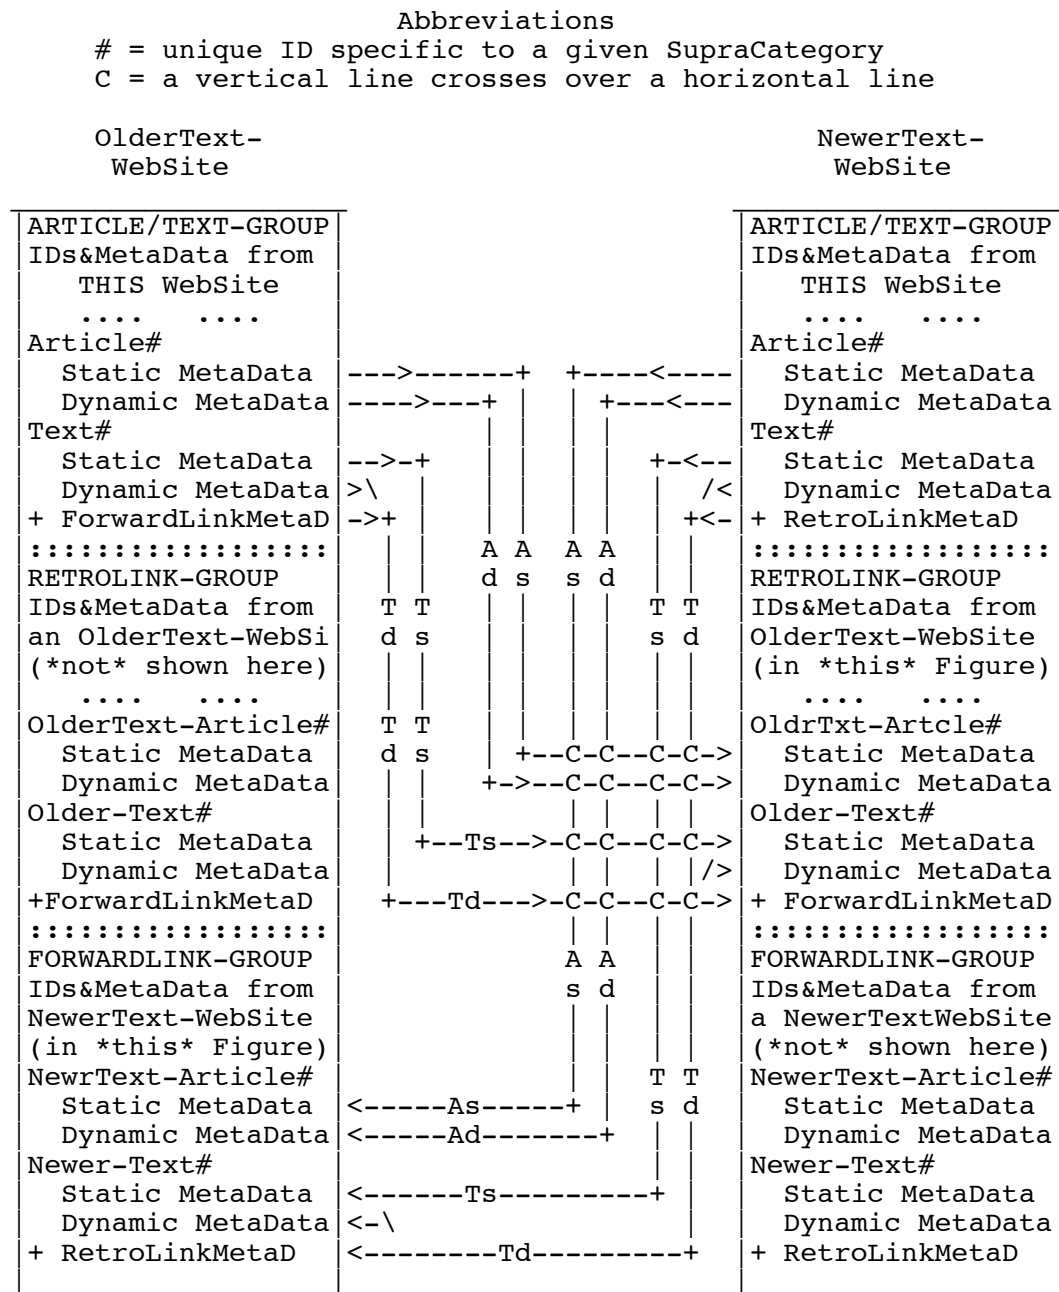 Abbreviations
     # = unique ID specific to a given SupraCategory
     C = a vertical line crosses over a horizontal line

     OlderText-                                 NewerText-
      WebSite                                    WebSite
____________________                       ____________________
|ARTICLE/TEXT-GROUP|                       |ARTICLE/TEXT-GROUP
|IDs&MetaData from |                       |IDs&MetaData from
|   THIS WebSite   |                       |   THIS WebSite
|   ....   ....    |                       |   ....   ....
|Article#          |                       |Article#
|  Static MetaData |--->------+  +----<----|  Static MetaData
|  Dynamic MetaData|---->---+ |  | +---<---|  Dynamic MetaData
|Text#             |        | |  | |       |Text#
|  Static MetaData |-->-+   | |  | |  +-<--|  Static MetaData
|  Dynamic MetaData|>\  |   | |  | |  |  /<|  Dynamic MetaData
|+ ForwardLinkMetaD|->+ |   | |  | |  | +<-|+ RetroLinkMetaD
|::::::::::::::::::|  | |   A A  A A  | |  |::::::::::::::::::
|RETROLINK-GROUP   |  | |   d s  s d  | |  |RETROLINK-GROUP
|IDs&MetaData from |  T T   | |  | |  T T  |IDs&MetaData from
|an OlderText-WebSi|  d s   | |  | |  s d  |OlderText-WebSite
|(*not* shown here)|  | |   | |  | |  | |  |(in *this* Figure)
|   ....   ....    |  | |   | |  | |  | |  |   ....   ....
|OlderText-Article#|  T T   | |  | |  | |  |OldrTxt-Artcle#
|  Static MetaData |  d s   | +--C-C--C-C->|  Static MetaData
|  Dynamic MetaData|  | |   +->--C-C--C-C->|  Dynamic MetaData
|Older-Text#       |  | |        | |  | |  |Older-Text#
|  Static MetaData |  | +--Ts-->-C-C--C-C->|  Static MetaData
|  Dynamic MetaData|  |          | |  | |/>|  Dynamic MetaData
|+ForwardLinkMetaD |  +---Td--->-C-C--C-C->|+ ForwardLinkMetaD
|::::::::::::::::::|             | |  | |  |::::::::::::::::::
|FORWARDLINK-GROUP |             A A  | |  |FORWARDLINK-GROUP
|IDs&MetaData from |             s d  | |  |IDs&MetaData from
|NewerText-WebSite |             | |  | |  |a NewerTextWebSite
|(in *this* Figure)|             | |  | |  |(*not* shown here)
|NewrText-Article# |             | |  T T  |NewerText-Article#
|  Static MetaData |<-----As-----+ |  s d  |  Static MetaData
|  Dynamic MetaData|<-----Ad-------+  | |  |  Dynamic MetaData
|Newer-Text#       |                  | |  |Newer-Text#
|  Static MetaData |<------Ts---------+ |  |  Static MetaData
|  Dynamic MetaData|<-\                 |  |  Dynamic MetaData
|+ RetroLinkMetaD  |<--------Td---------+  |+ RetroLinkMetaD
|                  |                       |